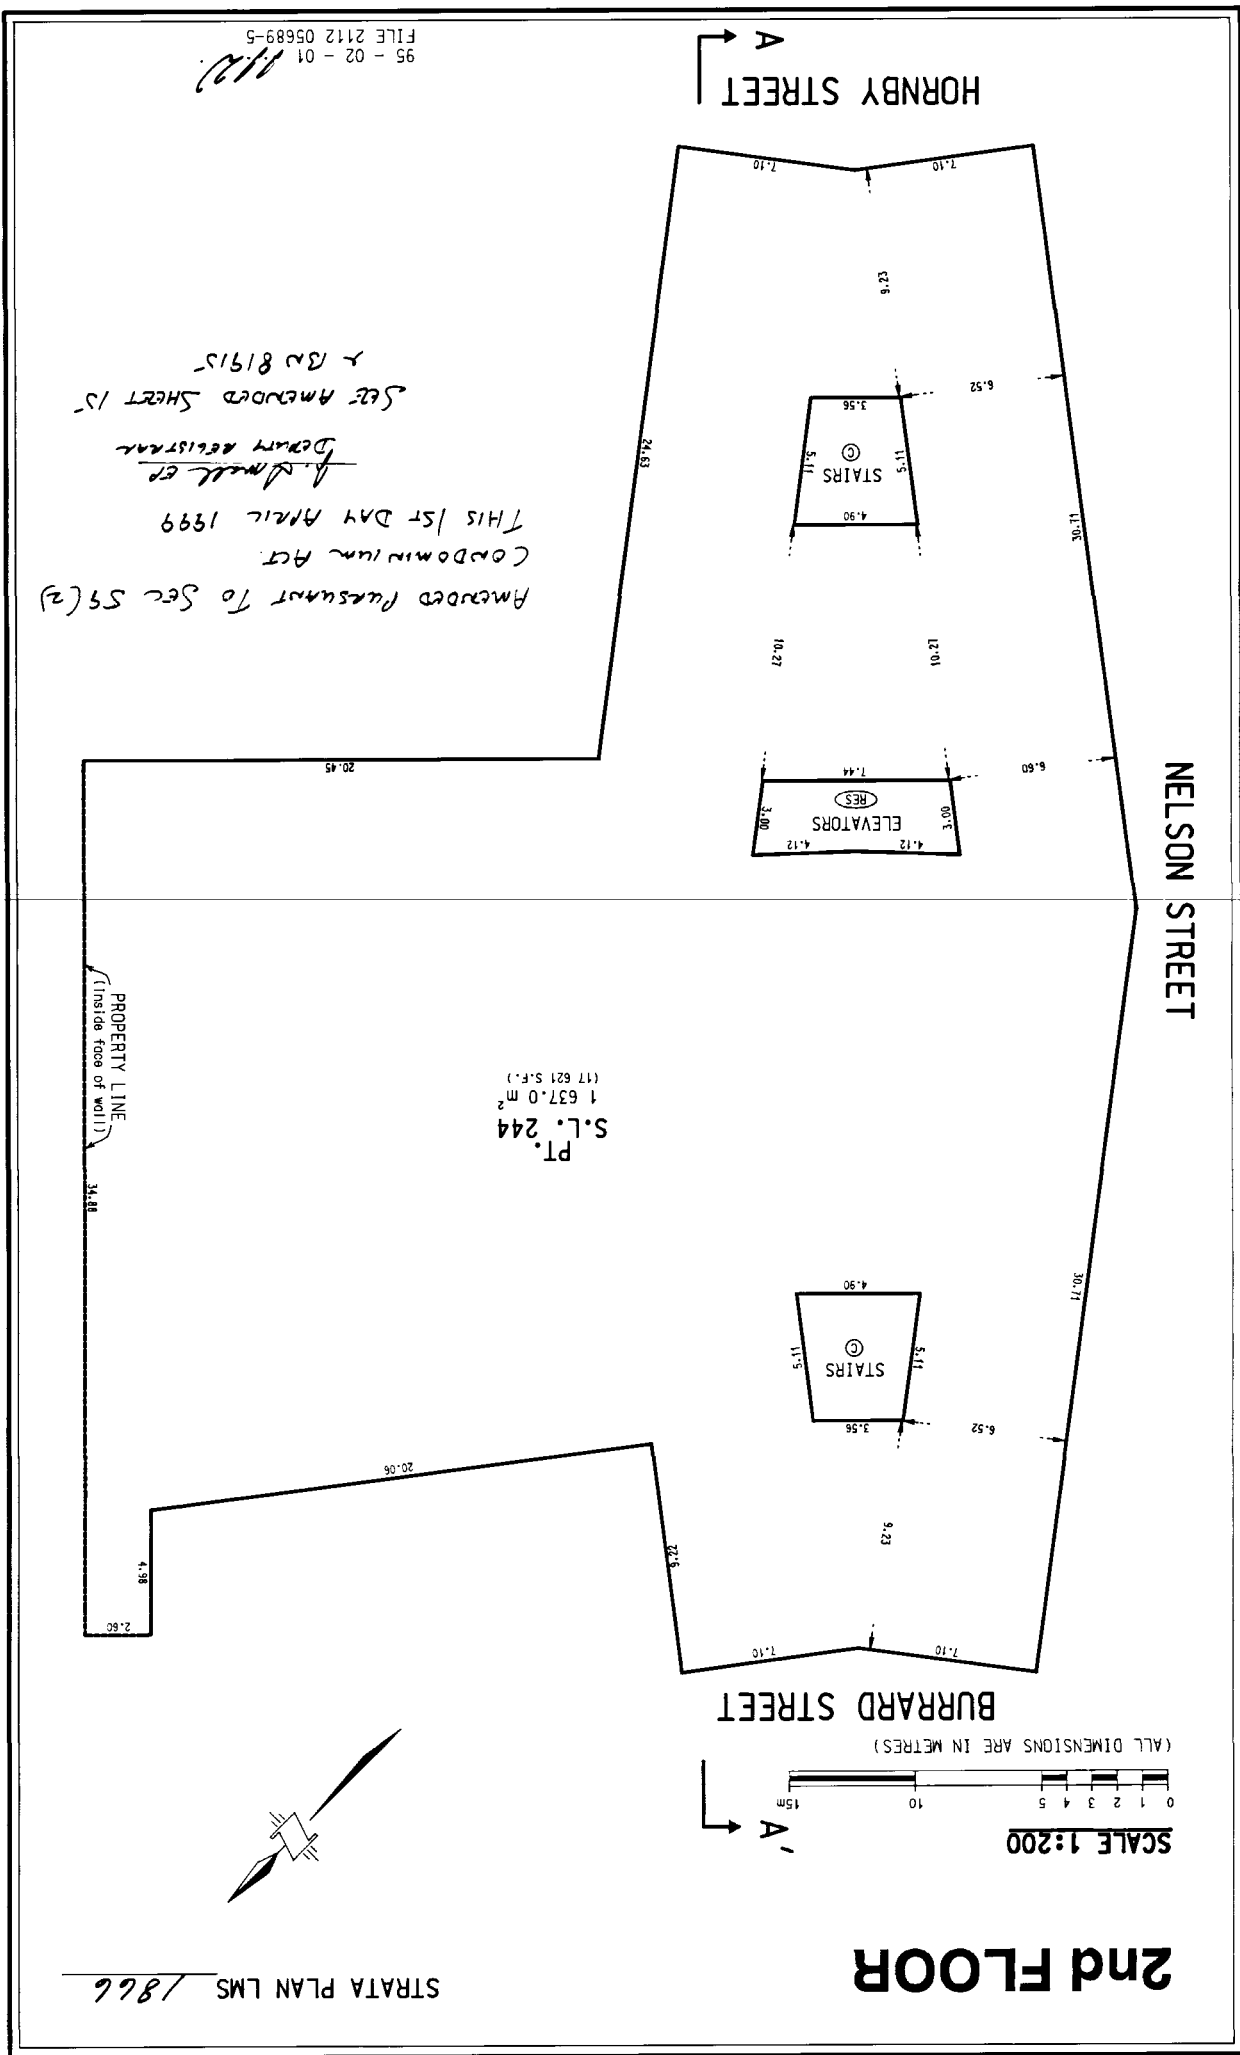 2nd FLOOR
STRATA PLAN LMS 1866
SCALE 1:200
0 1 2 3 4 5 10 15m
(ALL DIMENSIONS ARE IN METRES)
A'
BURRARD STREET
7.10
7.10
9.23
9.22
2.60
4.98
20.06
6.52
3.56
STAIRS
C
5.11
5.11
4.90
30.71
PT.
S.L. 244
1 637.0 m²
(17 621 S.F.)
34.88
PROPERTY LINE
(Inside face of wall)
NELSON STREET
4.12
4.12
ELEVATORS
RES
3.00
3.00
7.44
6.60
20.45
10.27
10.27
AMENDED PURSUANT TO SEC 59(2)
CONDOMINIUM ACT.
THIS 1ST DAY APRIL 1999
DEPUTY REGISTRAR
SEE AMENDED SHEET 15
& BN 81915
4.90
STAIRS
C
5.11
5.11
3.56
6.52
30.71
24.63
9.23
7.10
7.10
HORNBY STREET
A
95 - 02 - 01
FILE 2112 05689-5